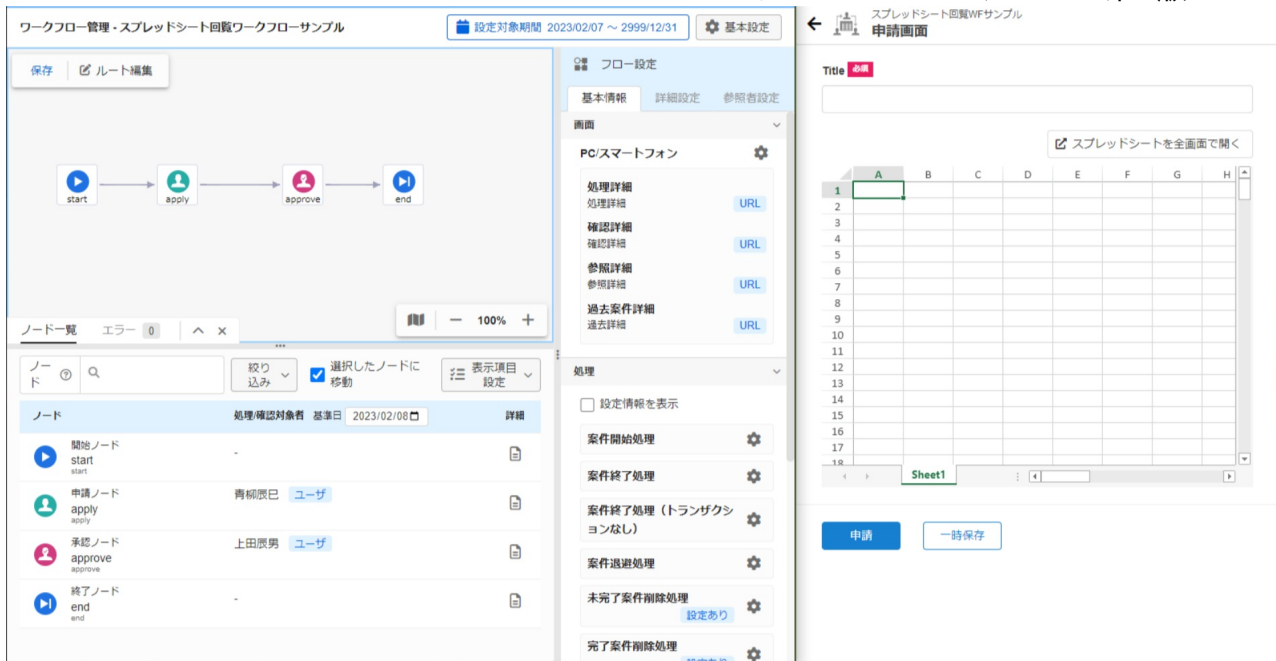 ワークフロー管理 - スプレッドシート回覧ワークフローサンプル
設定対象期間 2023/02/07 ～ 2999/12/31
基本設定
保存
ルート編集
start
apply
approve
end
100%
ノード一覧
エラー 0
ノード
絞り込み
選択したノードに移動
表示項目設定
ノード
処理/確認対象者 基準日 2023/02/08
詳細
開始ノード
start
start
-
申請ノード
apply
apply
青柳辰巳 ユーザ
承認ノード
approve
approve
上田辰男 ユーザ
終了ノード
end
end
-
フロー設定
基本情報
詳細設定
参照者設定
画面
PC/スマートフォン
処理詳細
処理詳細
URL
確認詳細
確認詳細
URL
参照詳細
参照詳細
URL
過去案件詳細
過去詳細
URL
処理
設定情報を表示
案件開始処理
案件終了処理
案件終了処理（トランザクションなし）
案件退避処理
未完了案件削除処理
設定あり
完了案件削除処理
設定あり
スプレッドシート回覧WFサンプル
申請画面
Title 必須
スプレッドシートを全画面で開く
A B C D E F G H
1
2
3
4
5
6
7
8
9
10
11
12
13
14
15
16
17
18
Sheet1
申請
一時保存